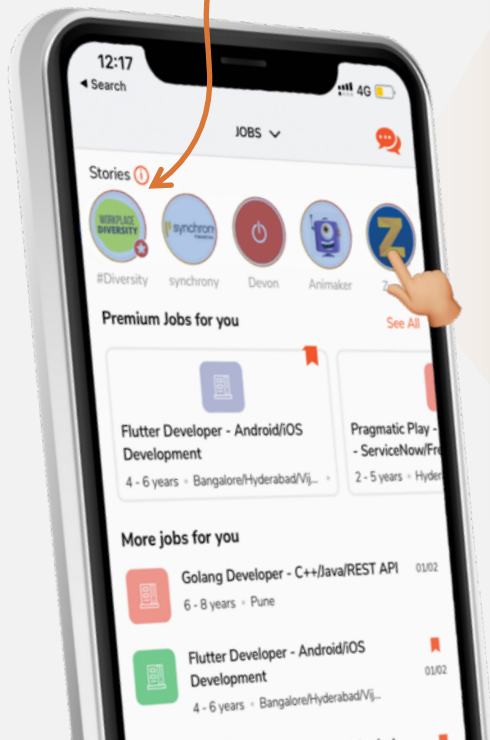 12:17
Search
4G
JOBS
Stories
WORKPLACE
DIVERSITY
synchrony
Z
#Diversity synchrony Devon Animaker
Premium Jobs for you
See All
Flutter Developer - Android/iOS
Development
4 - 6 years • Bangalore/Hyderabad/Vij...
Pragmatic Play -
- ServiceNow/
2 - 5 years •
More jobs for you
Golang Developer - C++/Java/REST API
01/02
6 - 8 years • Pune
Flutter Developer - Android/iOS
Development
01/02
4 - 6 years • Bangalore/Hyderabad/Vij...